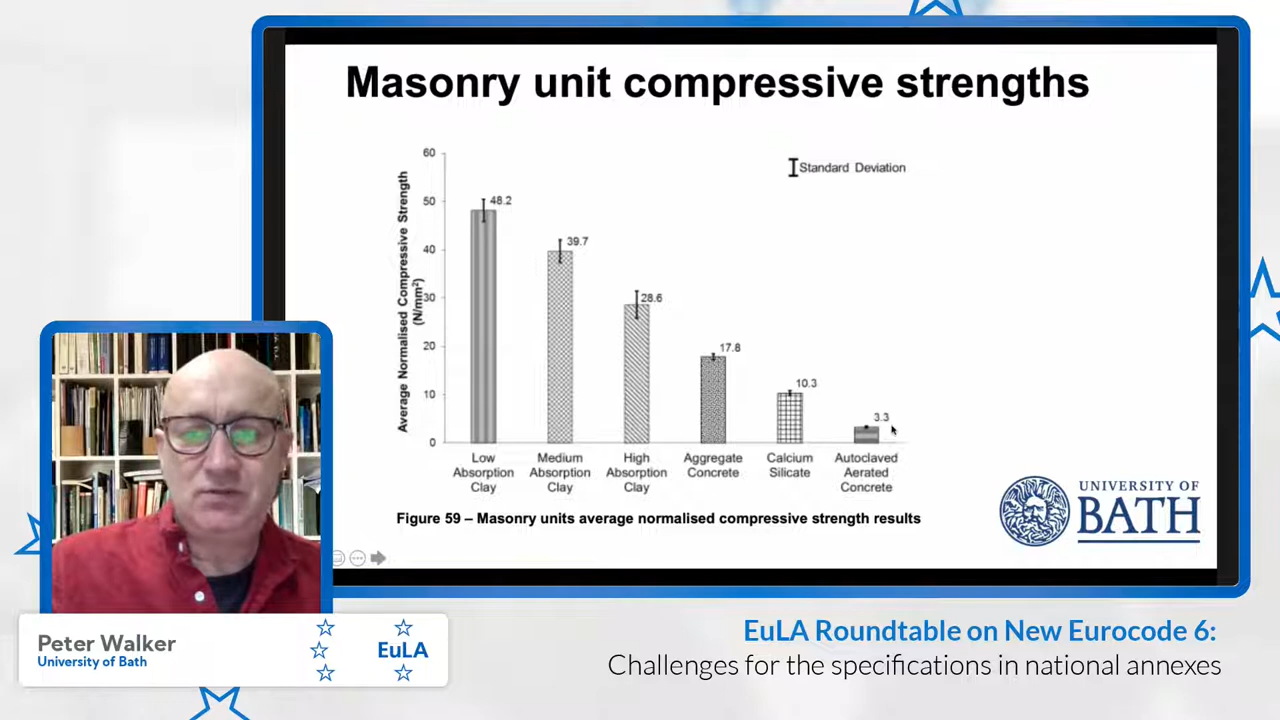 Masonry unit compressive strengths
Average Normalised Compressive Strength
(N/mm²)
60
50
40
30
20
10
0
Standard Deviation
48.2
39.7
28.6
17.8
10.3
3.3
Low
Absorption
Clay
Medium
Absorption
Clay
High
Absorption
Clay
Aggregate
Concrete
Calcium
Silicate
Autoclaved
Aerated
Concrete
Figure 59 – Masonry units average normalised compressive strength results
UNIVERSITY OF
BATH
Peter Walker
University of Bath
EuLA
EuLA Roundtable on New Eurocode 6:
Challenges for the specifications in national annexes